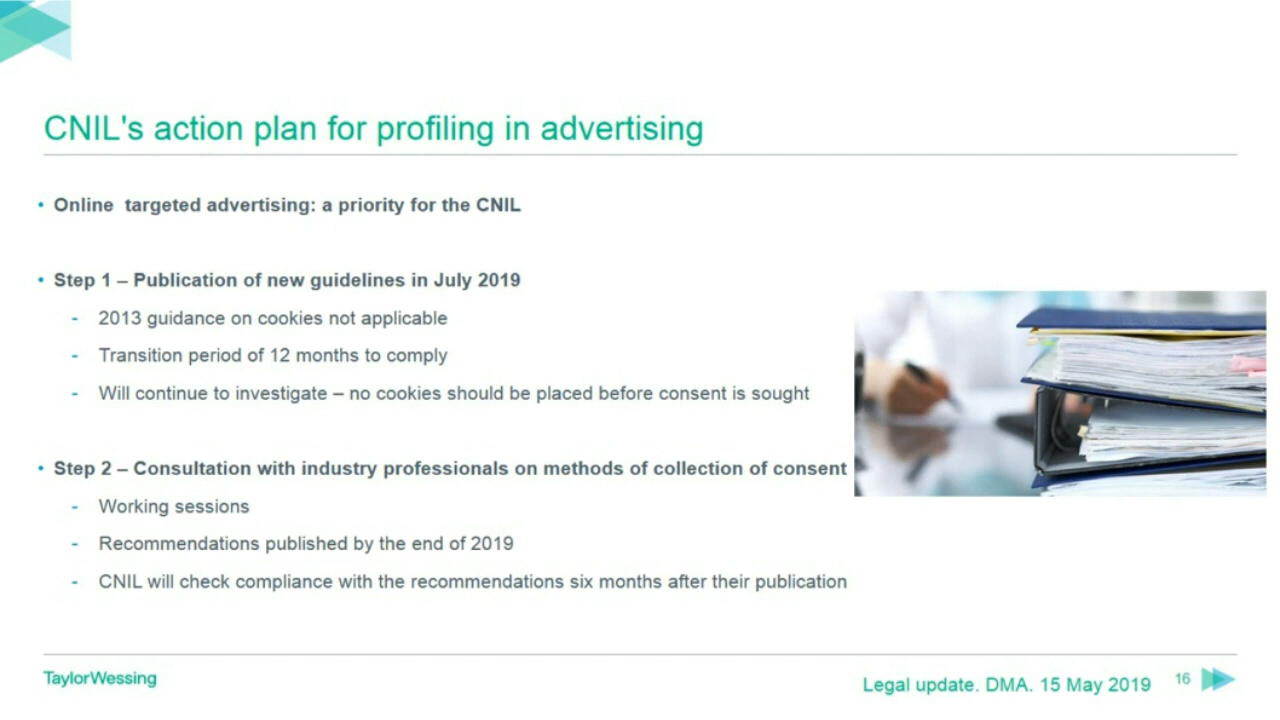 CNIL's action plan for profiling in advertising
• Online  targeted advertising: a priority for the CNIL
• Step 1 – Publication of new guidelines in July 2019
- 2013 guidance on cookies not applicable
- Transition period of 12 months to comply
- Will continue to investigate – no cookies should be placed before consent is sought
• Step 2 – Consultation with industry professionals on methods of collection of consent
- Working sessions
- Recommendations published by the end of 2019
- CNIL will check compliance with the recommendations six months after their publication
TaylorWessing
Legal update. DMA. 15 May 2019
16